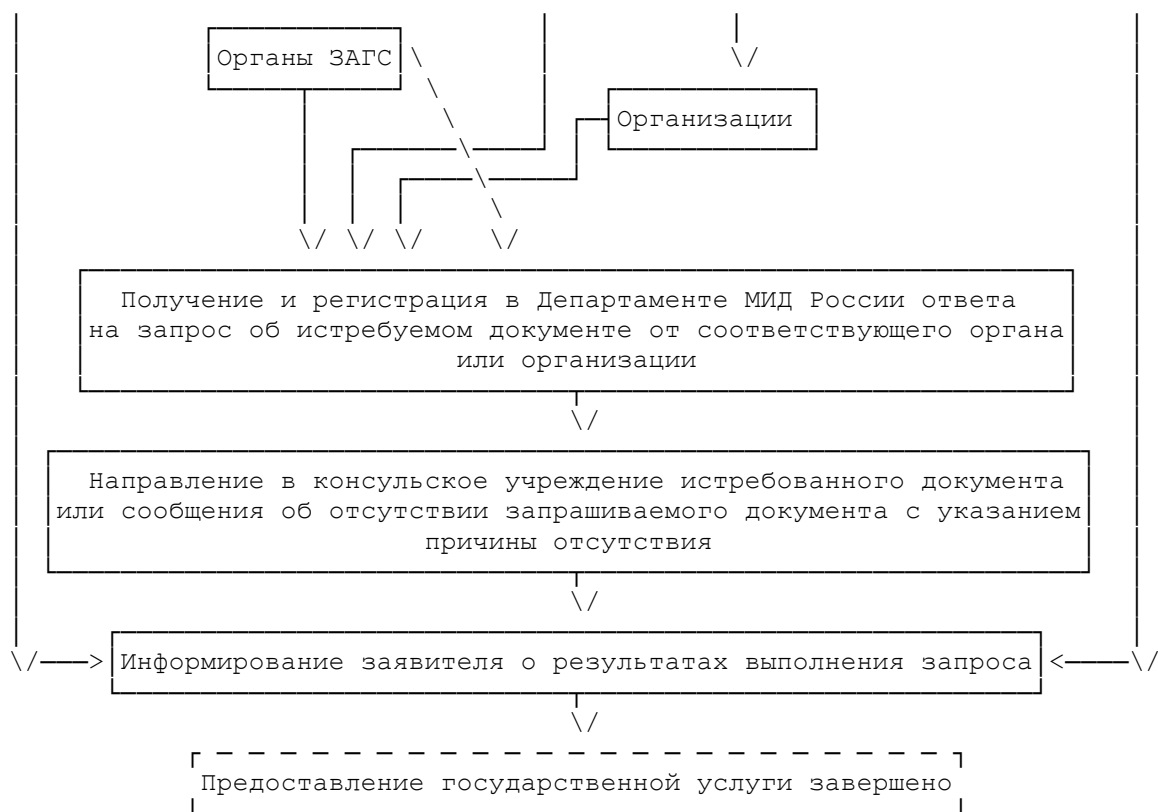 Органы ЗАГС
Организации
Получение и регистрация в Департаменте МИД России ответа
на запрос об истребуемом документе от соответствующего органа
или организации
Направление в консульское учреждение истребованного документа
или сообщения об отсутствии запрашиваемого документа с указанием
причины отсутствия
Информирование заявителя о результатах выполнения запроса
Предоставление государственной услуги завершено